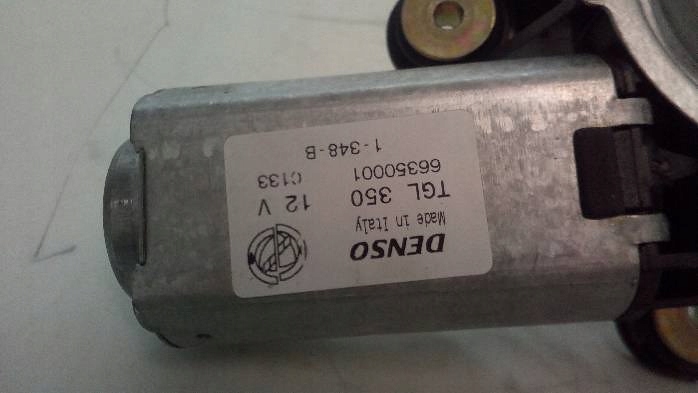 DENSO
Made in Italy
TGL 350 12 V
66350001 C133
1-348-B